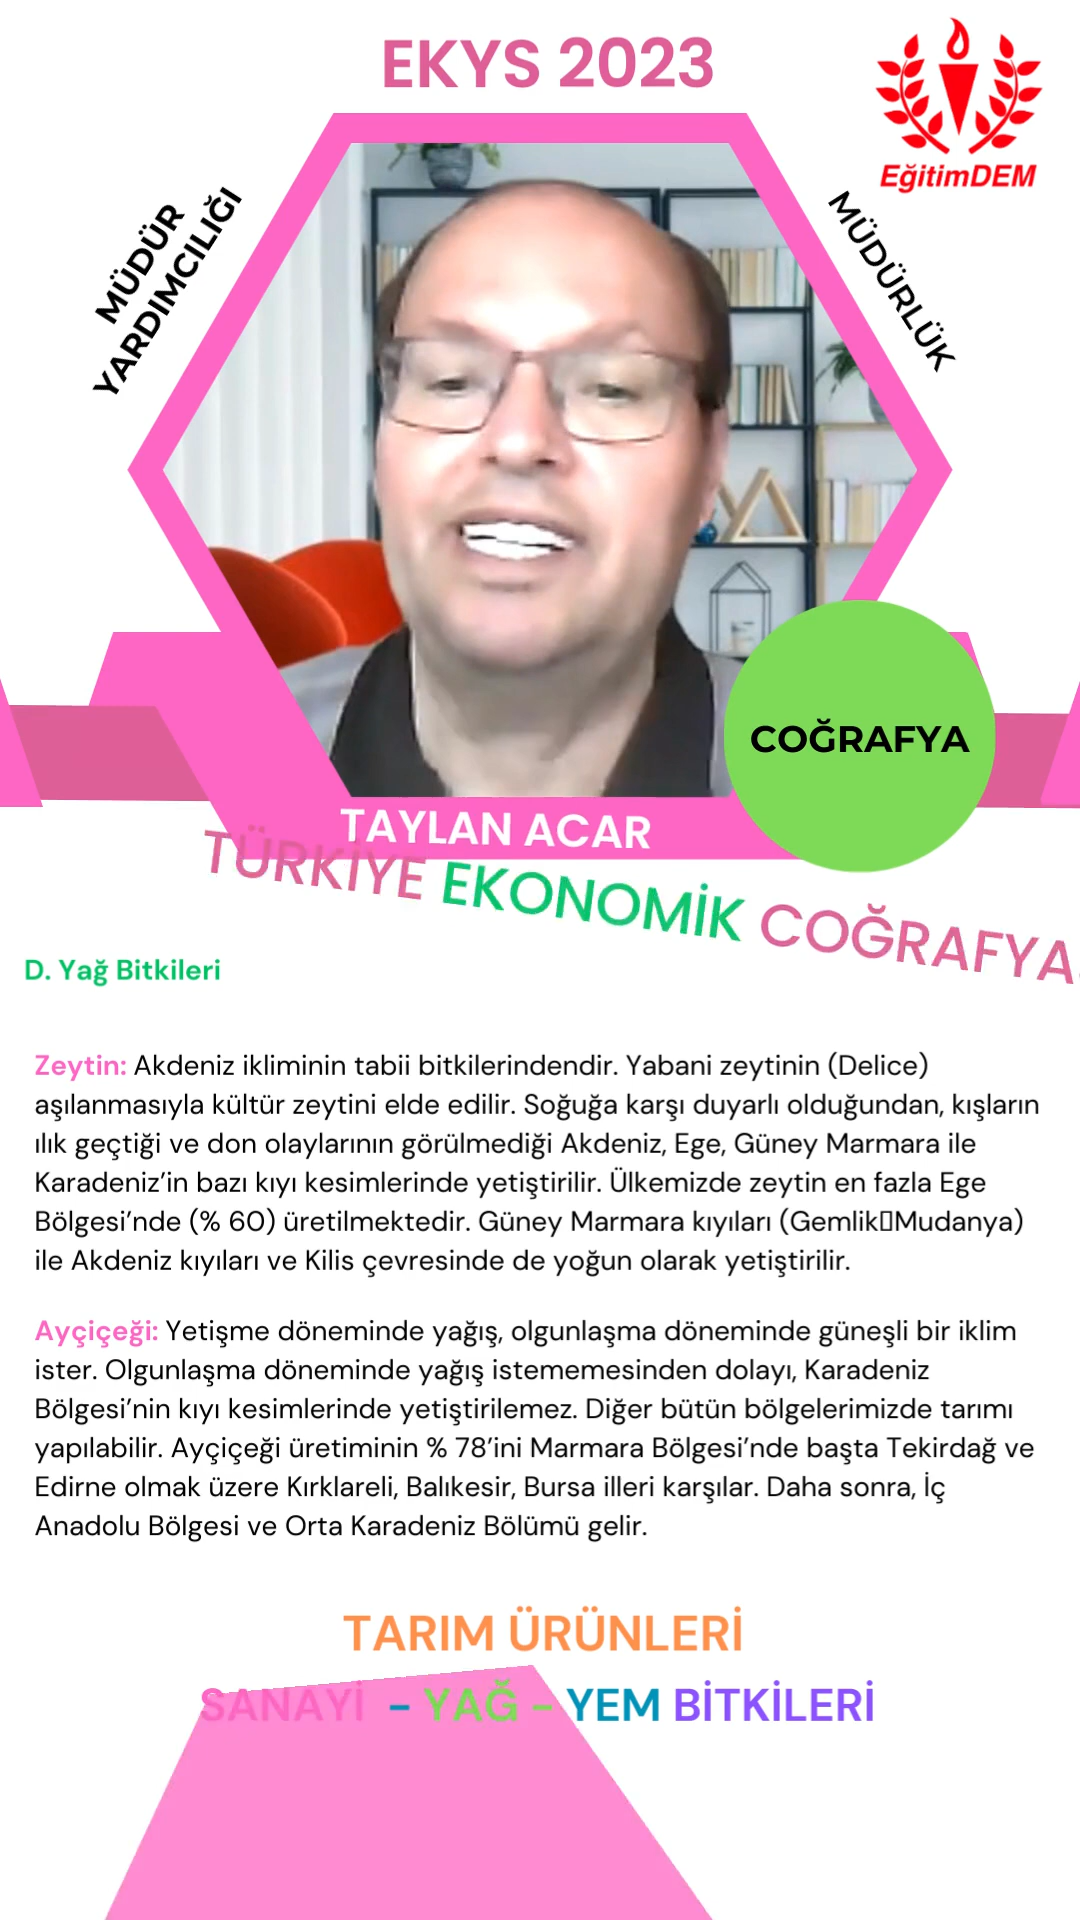 EKYS 2023
EğitimDEM
MÜDÜR
YARDIMCILIĞI
MÜDÜRLÜK
COĞRAFYA
TAYLAN ACAR
TÜRKİYE EKONOMİK COĞRAFYA
D. Yağ Bitkileri
Zeytin: Akdeniz ikliminin tabii bitkilerindendir. Yabani zeytinin (Delice)
aşılanmasıyla kültür zeytini elde edilir. Soğuğa karşı duyarlı olduğundan, kışların
ılık geçtiği ve don olaylarının görülmediği Akdeniz, Ege, Güney Marmara ile
Karadeniz’in bazı kıyı kesimlerinde yetiştirilir. Ülkemizde zeytin en fazla Ege
Bölgesi’nde (% 60) üretilmektedir. Güney Marmara kıyıları (Gemlik▯Mudanya)
ile Akdeniz kıyıları ve Kilis çevresinde de yoğun olarak yetiştirilir.
Ayçiçeği: Yetişme döneminde yağış, olgunlaşma döneminde güneşli bir iklim
ister. Olgunlaşma döneminde yağış istememesinden dolayı, Karadeniz
Bölgesi’nin kıyı kesimlerinde yetiştirilemez. Diğer bütün bölgelerimizde tarımı
yapılabilir. Ayçiçeği üretiminin % 78’ini Marmara Bölgesi’nde başta Tekirdağ ve
Edirne olmak üzere Kırklareli, Balıkesir, Bursa illeri karşılar. Daha sonra, İç
Anadolu Bölgesi ve Orta Karadeniz Bölümü gelir.
TARIM ÜRÜNLERİ
SANAYİ - YAĞ - YEM BİTKİLERİ